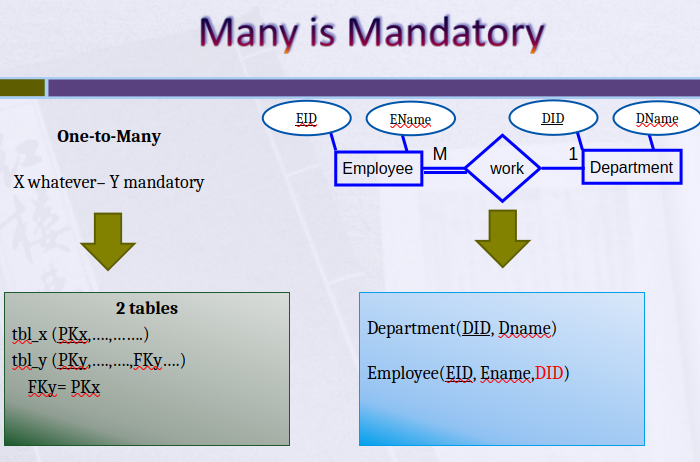 Many is Mandatory
One-to-Many
X whatever– Y mandatory
EID
EName
DID
DName
Employee
M
work
1
Department
2 tables
tbl_x (PKx,....,…....)
tbl_y (PKy,....,....,FKy....)
FKy= PKx
Department(DID, Dname)
Employee(EID, Ename,DID)